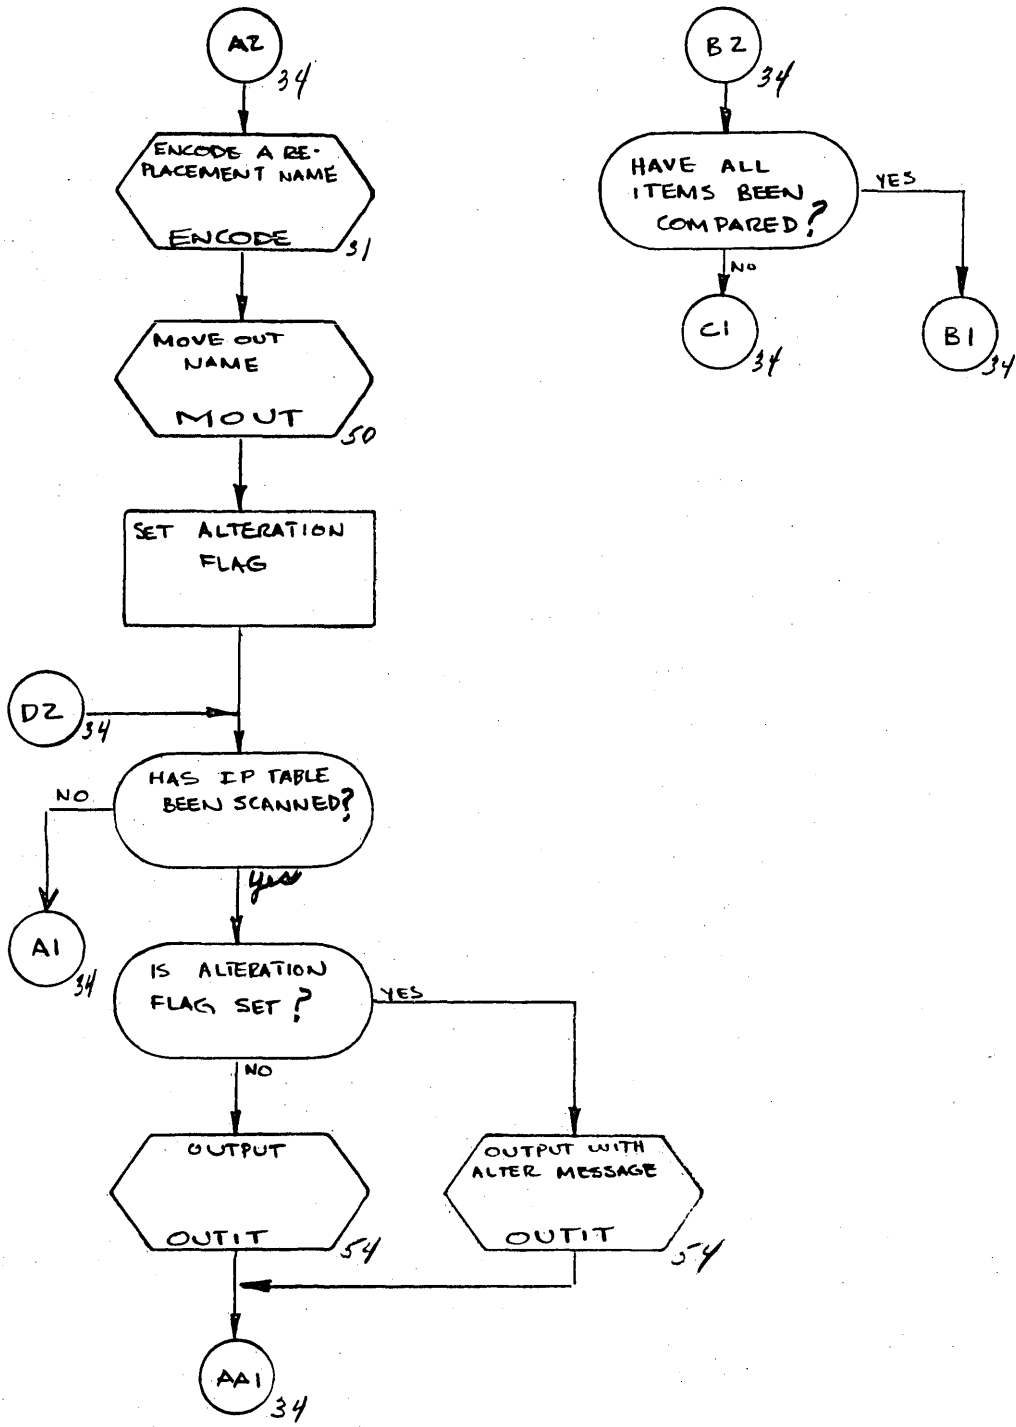 A2
34
ENCODE A RE-
PLACEMENT NAME
ENCODE
31
MOVE OUT
NAME
MOUT
50
SET ALTERATION
FLAG
D2
34
HAS IP TABLE
BEEN SCANNED?
NO
yes
A1
34
IS ALTERATION
FLAG SET?
YES
NO
OUTPUT
OUTIT
54
OUTPUT WITH
ALTER MESSAGE
OUTIT
54
AA1
34
B2
34
HAVE ALL
ITEMS BEEN
COMPARED?
YES
NO
C1
34
B1
34